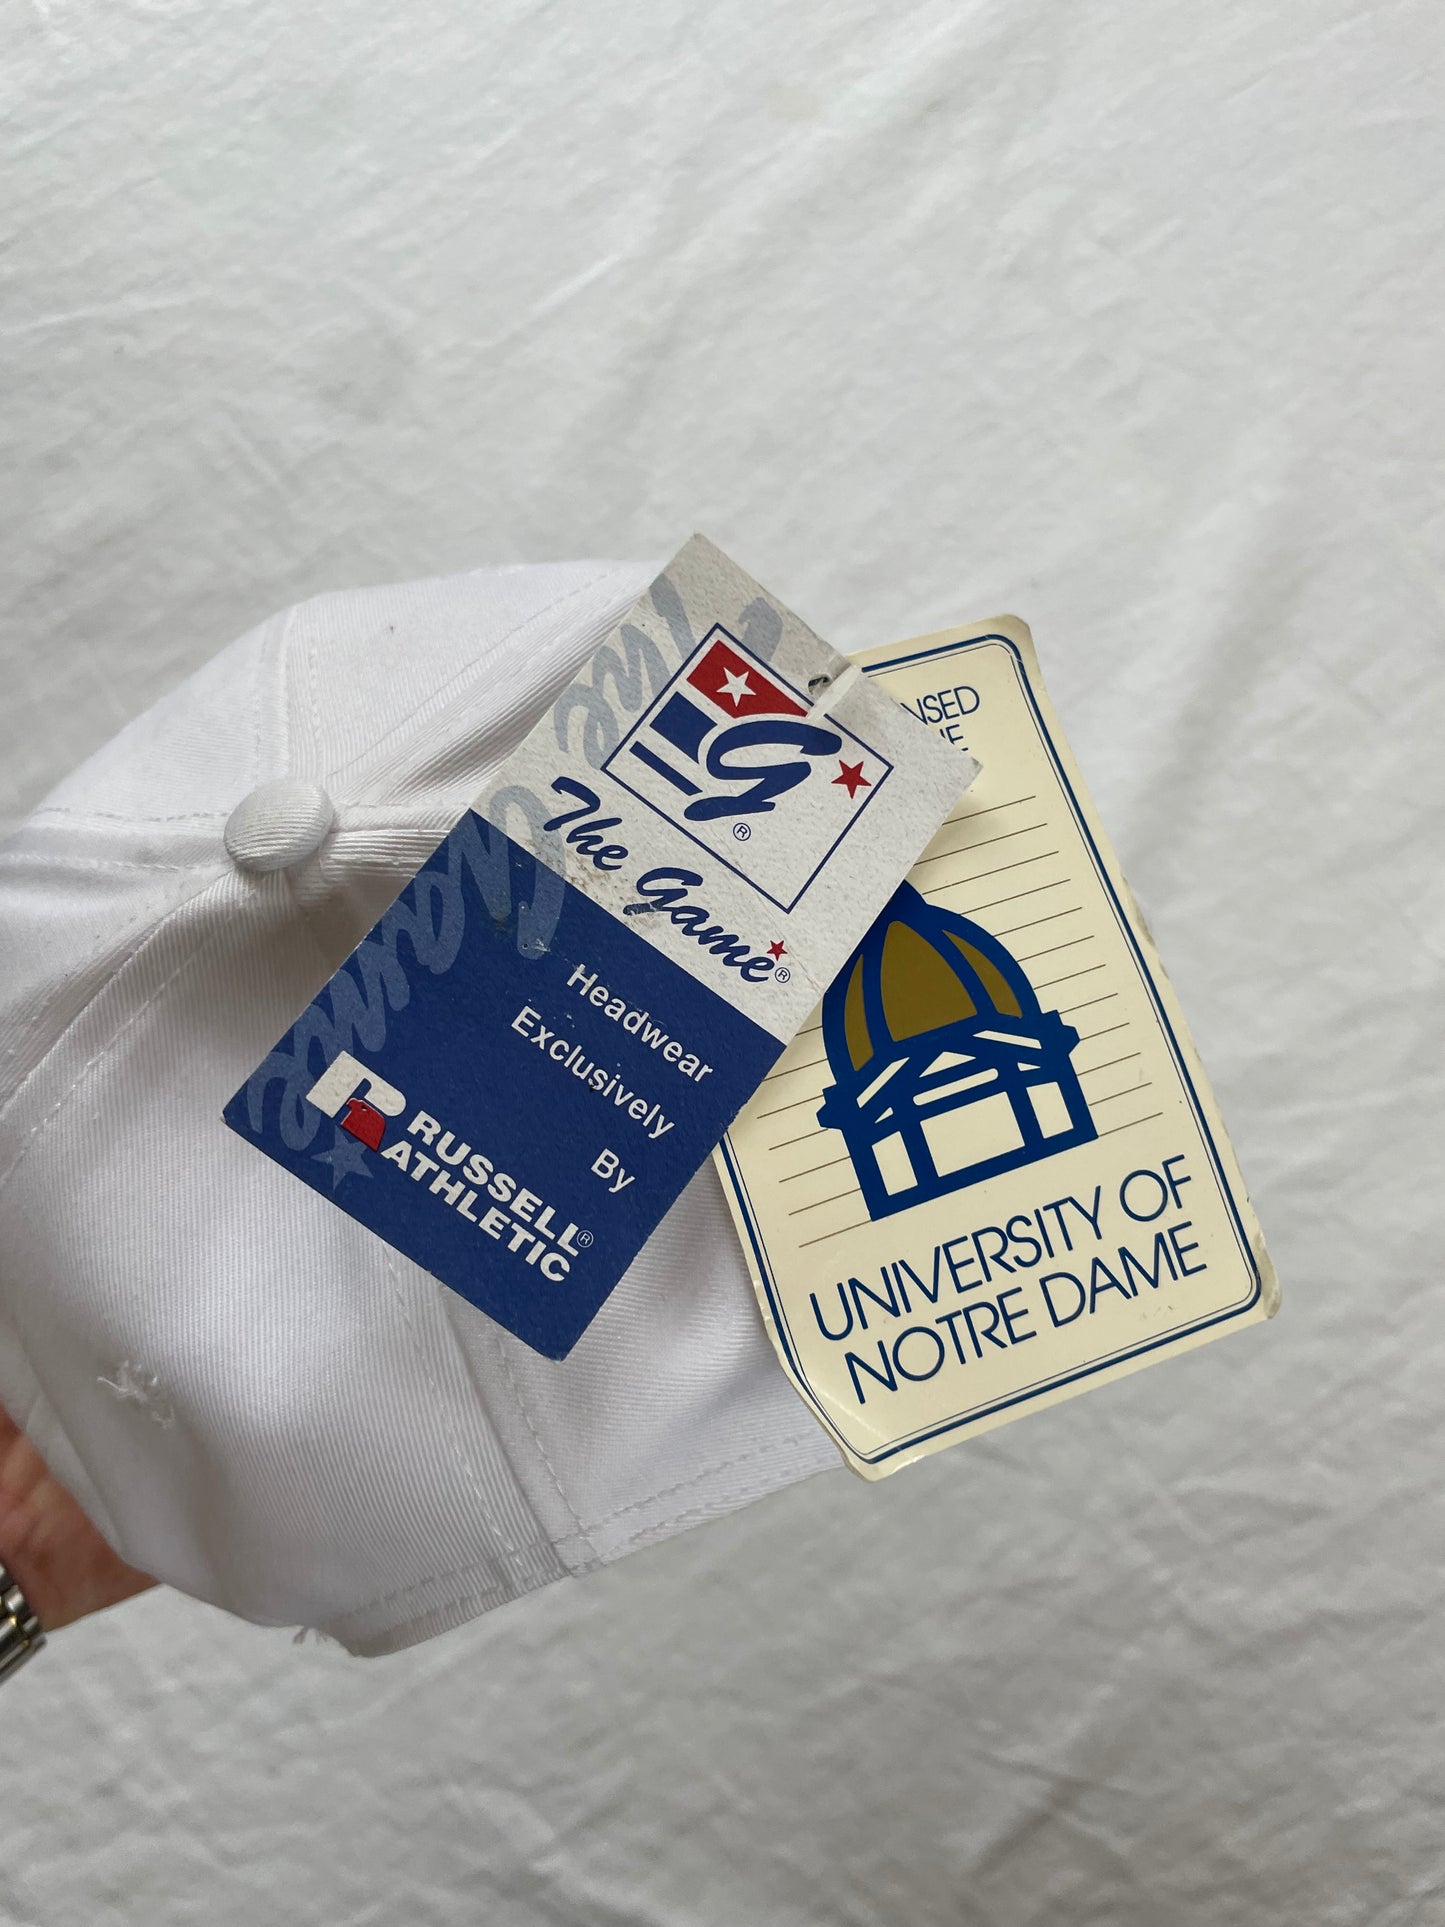 G®
The Game®
Headwear
Exclusively
By
R RUSSELL®
ATHLETIC
UNIVERSITY OF
NOTRE DAME